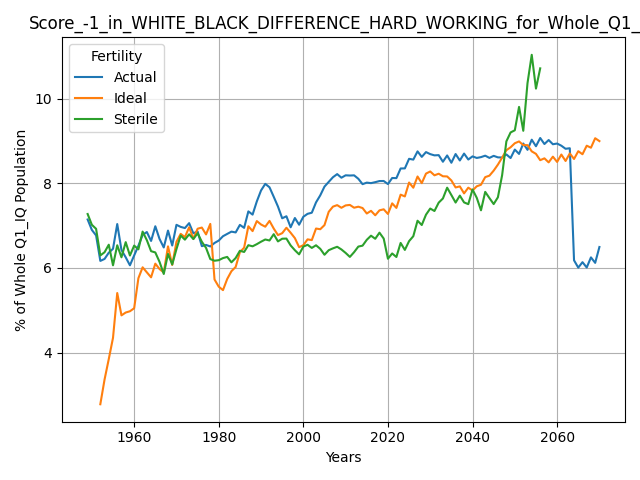 Score_-1_in_WHITE_BLACK_DIFFERENCE_HARD_WORKING_for_Whole_Q1_
Fertility
Actual
Ideal
Sterile
% of Whole Q1_IQ Population
10
8
6
4
1960 1980 2000 2020 2040 2060
Years